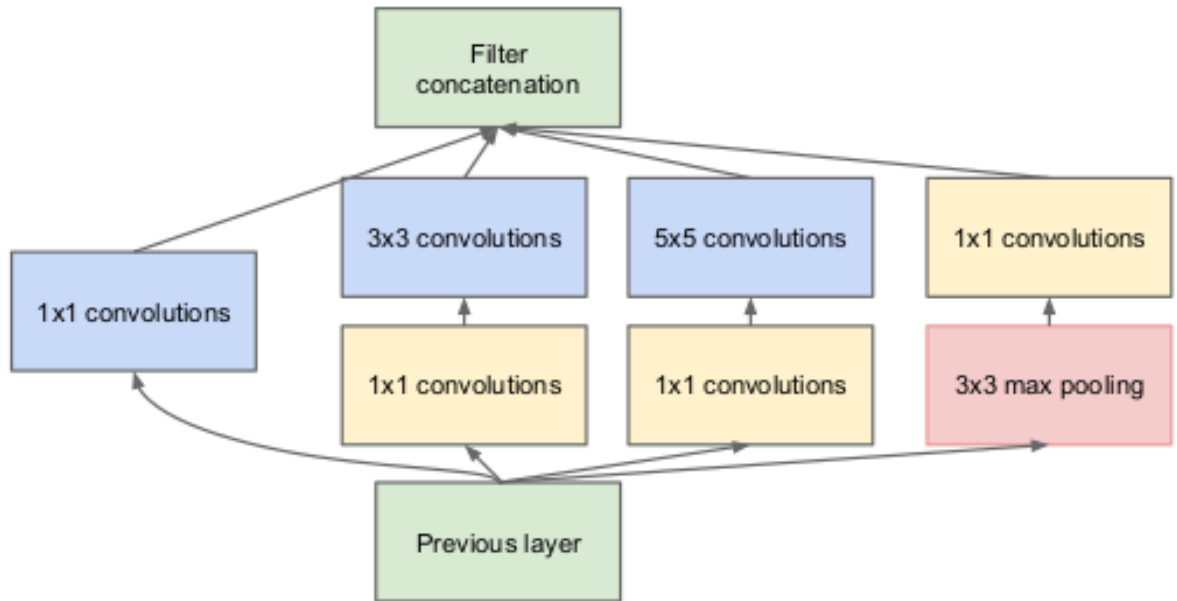 Filter
concatenation
3x3 convolutions
5x5 convolutions
1x1 convolutions
1x1 convolutions
1x1 convolutions
1x1 convolutions
3x3 max pooling
Previous layer